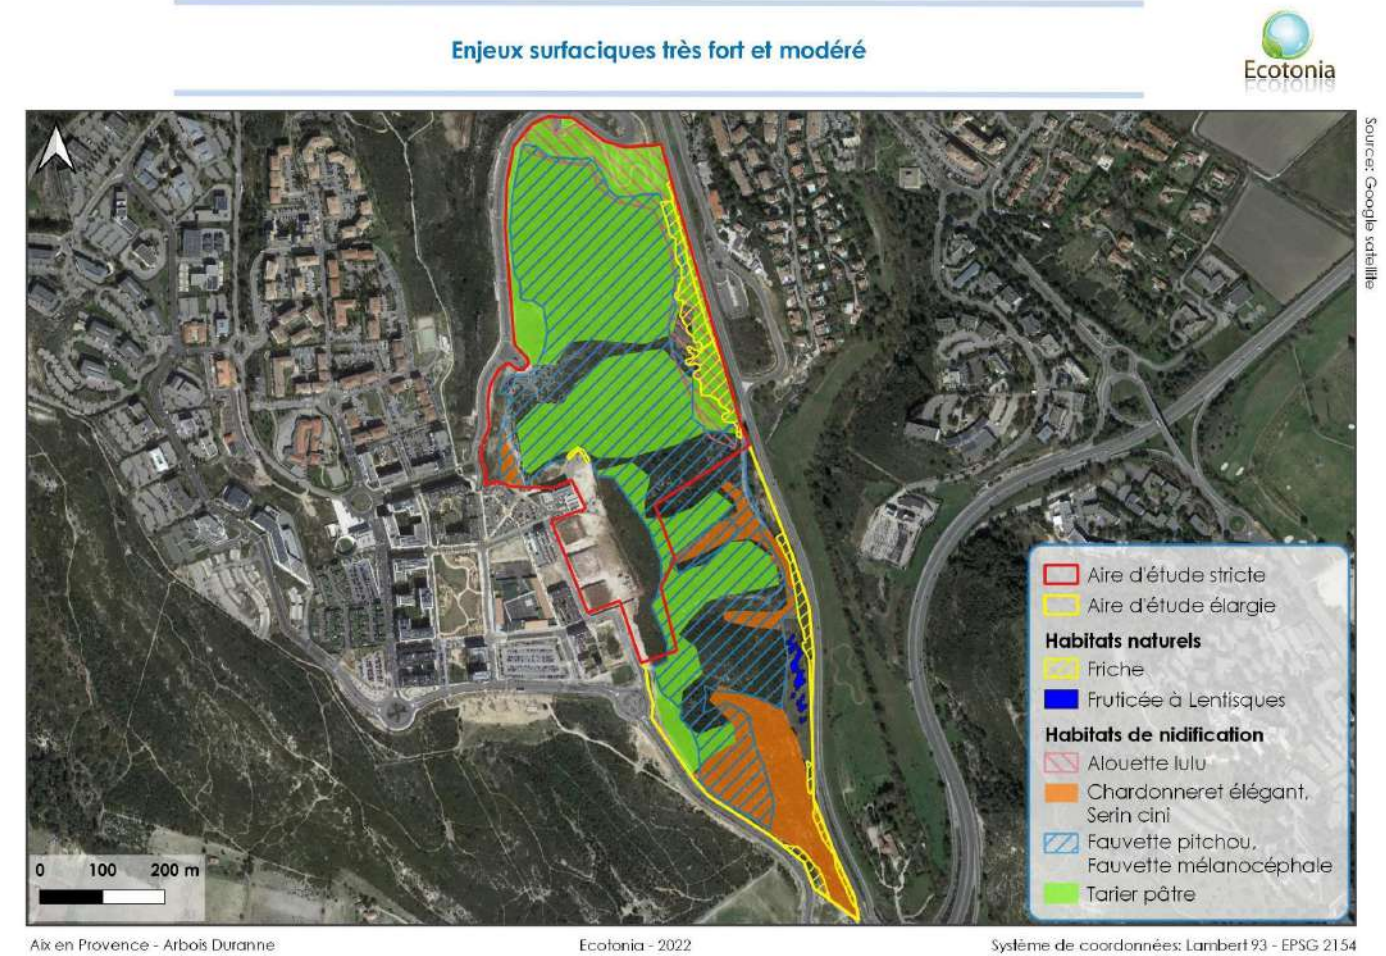 Enjeux surfaciques très fort et modéré
Ecotonia
Source: Google satellite
Aire d'étude stricte
Aire d'étude élargie
Habitats naturels
Friche
Fruticée à Lentisques
Habitats de nidification
Alouette lulu
Chardonneret élégant,
Serin cini
Fauvette pitchou,
Fauvette mélanocéphale
Tarier pâtre
0 100 200 m
Aix en Provence - Arbois Duranne
Ecotonia - 2022
Système de coordonnées: Lambert 93 - EPSG 2154